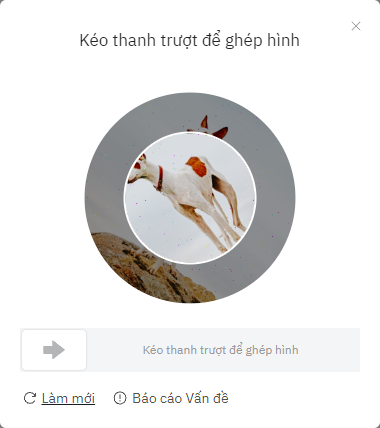 Kéo thanh trượt để ghép hình
Kéo thanh trượt để ghép hình
Làm mới
Báo cáo Vấn đề